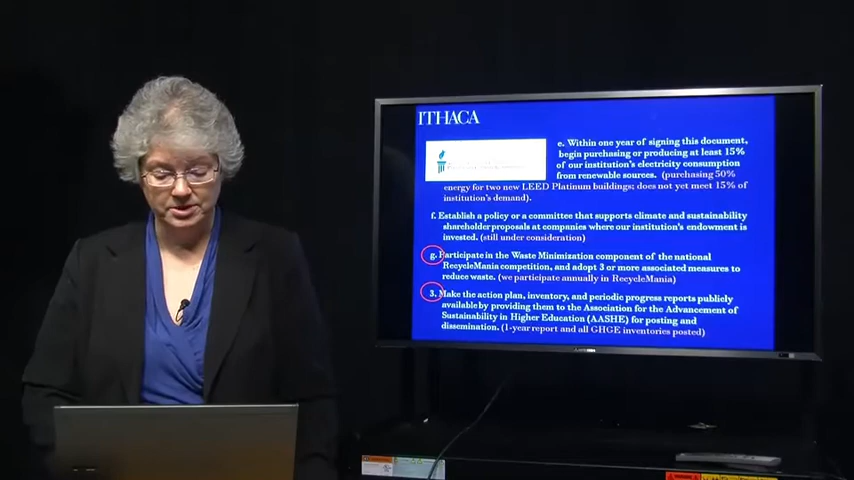 ITHACA
e. Within one year of signing this document,
begin purchasing or producing at least 15%
of our institution's electricity consumption
from renewable sources. (purchasing 50%
energy for two new LEED Platinum buildings; does not yet meet 15% of
institution's demand).
f. Establish a policy or a committee that supports climate and sustainability
shareholder proposals at companies where our institution's endowment is
invested. (still under consideration)
g. Participate in the Waste Minimization component of the national
RecycleMania competition, and adopt 3 or more associated measures to
reduce waste. (we participate annually in RecycleMania)
3. Make the action plan, inventory, and periodic progress reports publicly
available by providing them to the Association for the Advancement of
Sustainability in Higher Education (AASHE) for posting and
dissemination. (1-year report and all GHGE inventories posted)